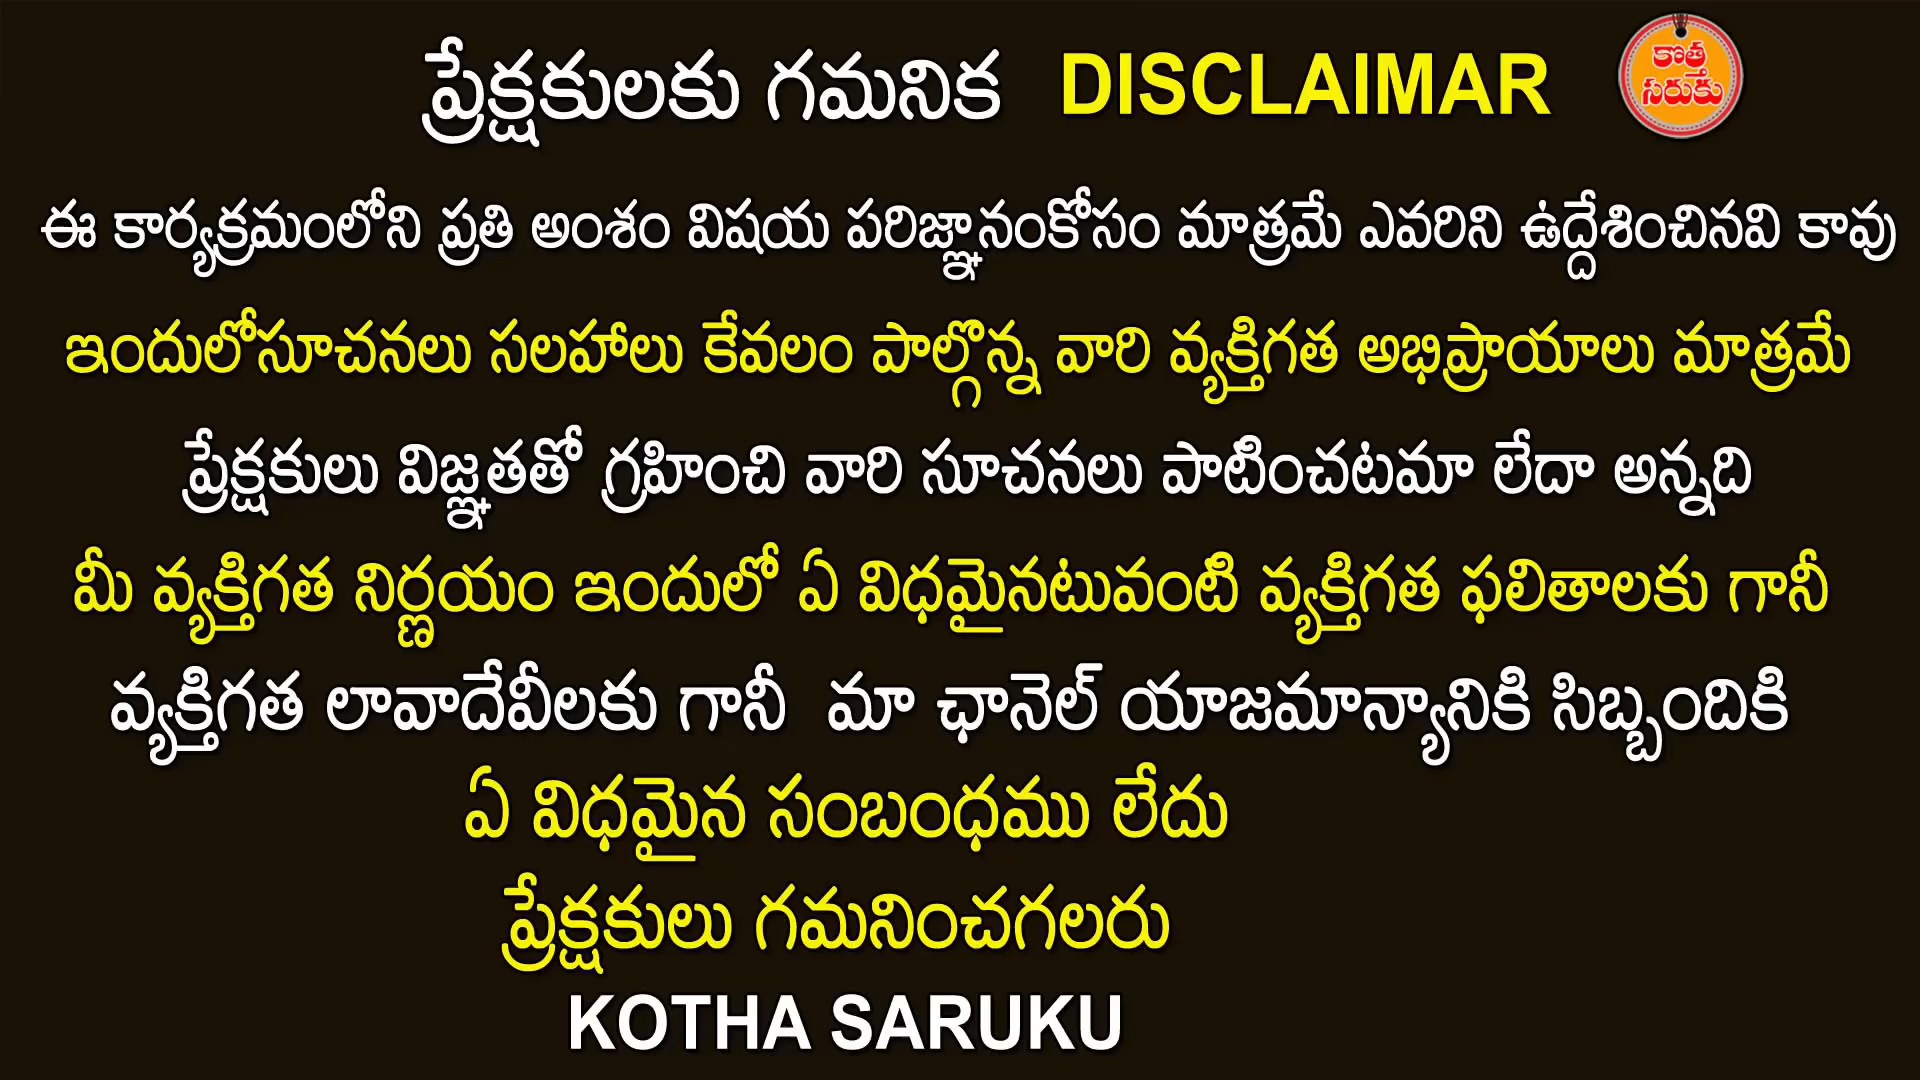 ప్రేక్షకులకు గమనిక DISCLAIMAR
కొత్త
సరుకు
ఈ కార్యక్రమంలోని ప్రతి అంశం విషయ పరిజ్ఞానంకోసం మాత్రమే ఎవరిని ఉద్దేశించినవి కావు
ఇందులోసూచనలు సలహాలు కేవలం పాల్గొన్న వారి వ్యక్తిగత అభిప్రాయాలు మాత్రమే
ప్రేక్షకులు విజ్ఞతతో గ్రహించి వారి సూచనలు పాటించటమా లేదా అన్నది
మీ వ్యక్తిగత నిర్ణయం ఇందులో ఏ విధమైనటువంటి వ్యక్తిగత ఫలితాలకు గానీ
వ్యక్తిగత లావాదేవీలకు గానీ మా ఛానెల్ యాజమాన్యానికి సిబ్బందికి
ఏ విధమైన సంబంధము లేదు
ప్రేక్షకులు గమనించగలరు
KOTHA SARUKU